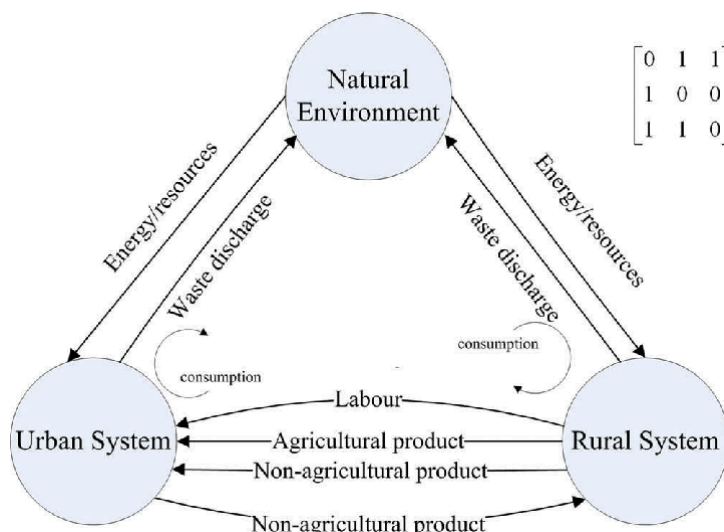 Natural
Environment
0 1 1
1 0 0
1 1 0
Energy/resources
Waste discharge
Waste discharge
Energy/resources
consumption
consumption
Urban System
Labour
Agricultural product
Non-agricultural product
Non-agricultural product
Rural System